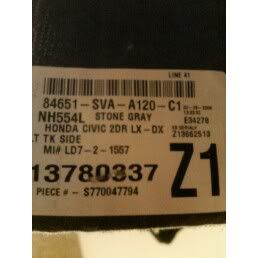 LINE 41
84651-SVA-A120-C1
NH554L STONE GRAY
E34278
HONDA CIVIC 2DR LX-DX
Z13662513
LT TK SIDE
MI# LD7-2-1557
13780337
Z1
PIECE # - S770047794